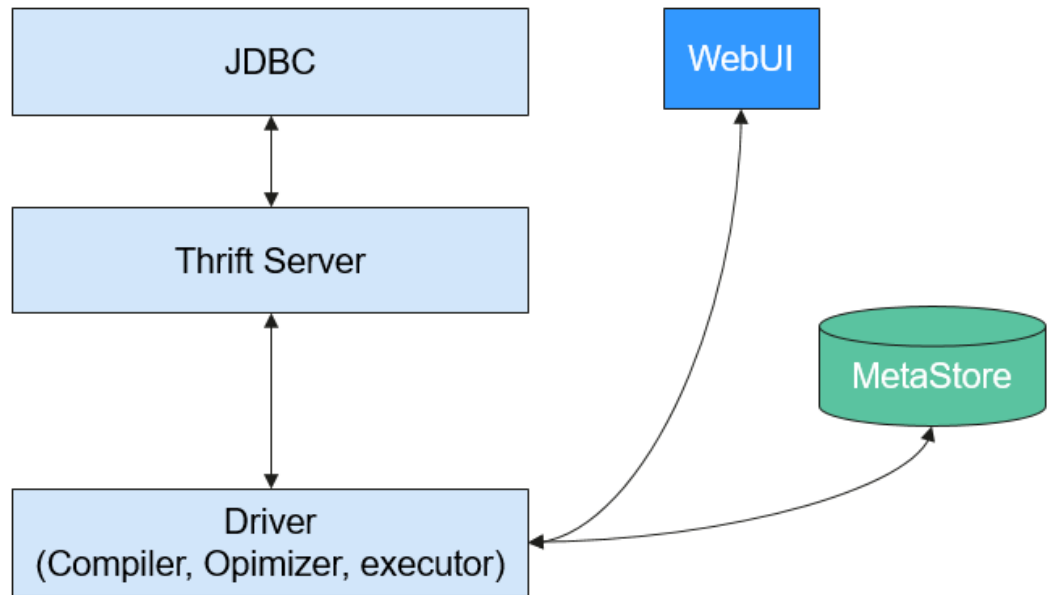 JDBC
WebUI
Thrift Server
MetaStore
Driver
(Compiler, Opimizer, executor)